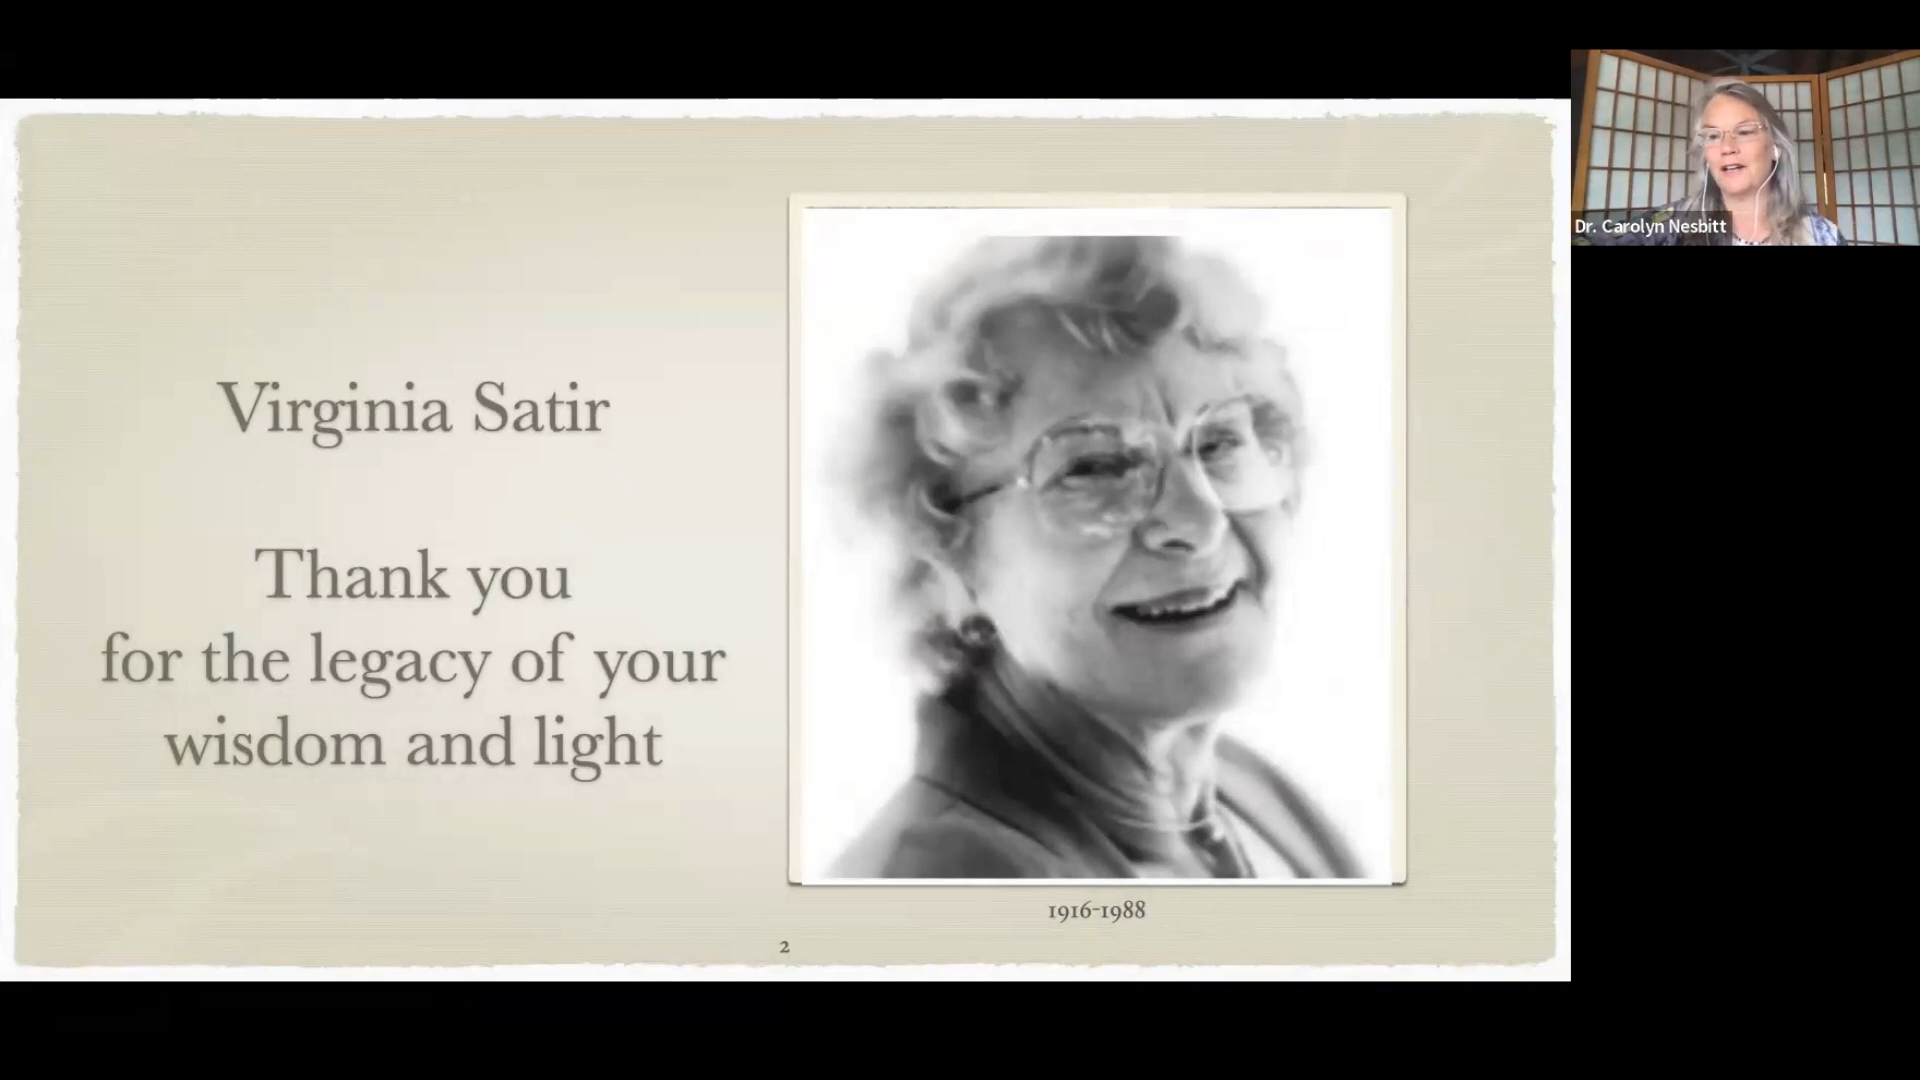 Virginia Satir
Thank you
for the legacy of your
wisdom and light
1916-1988
2
Dr. Carolyn Nesbitt